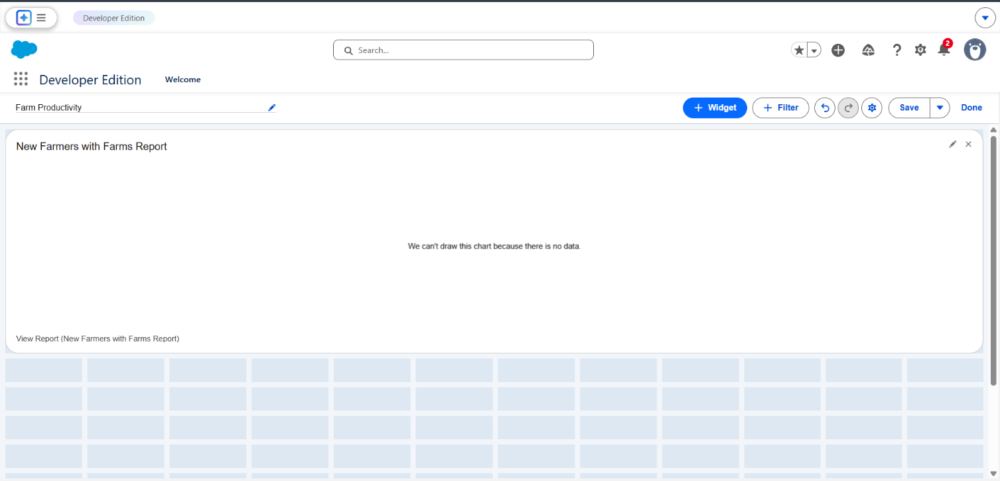 Developer Edition
Search...
2
Developer Edition
Welcome
Farm Productivity
+ Widget
+ Filter
Save
Done
New Farmers with Farms Report
We can't draw this chart because there is no data.
View Report (New Farmers with Farms Report)